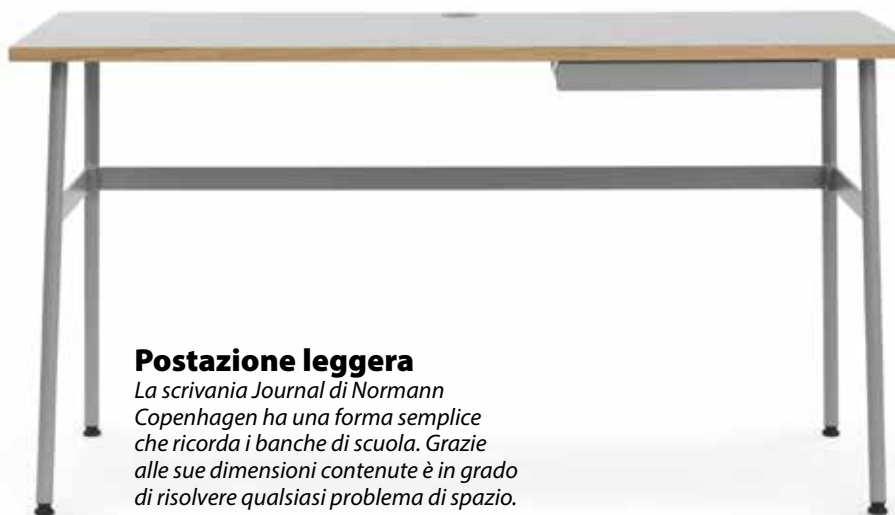 Postazione leggera
La scrivania Journal di Normann
Copenhagen ha una forma semplice
che ricorda i banche di scuola. Grazie
alle sue dimensioni contenute è in grado
di risolvere qualsiasi problema di spazio.